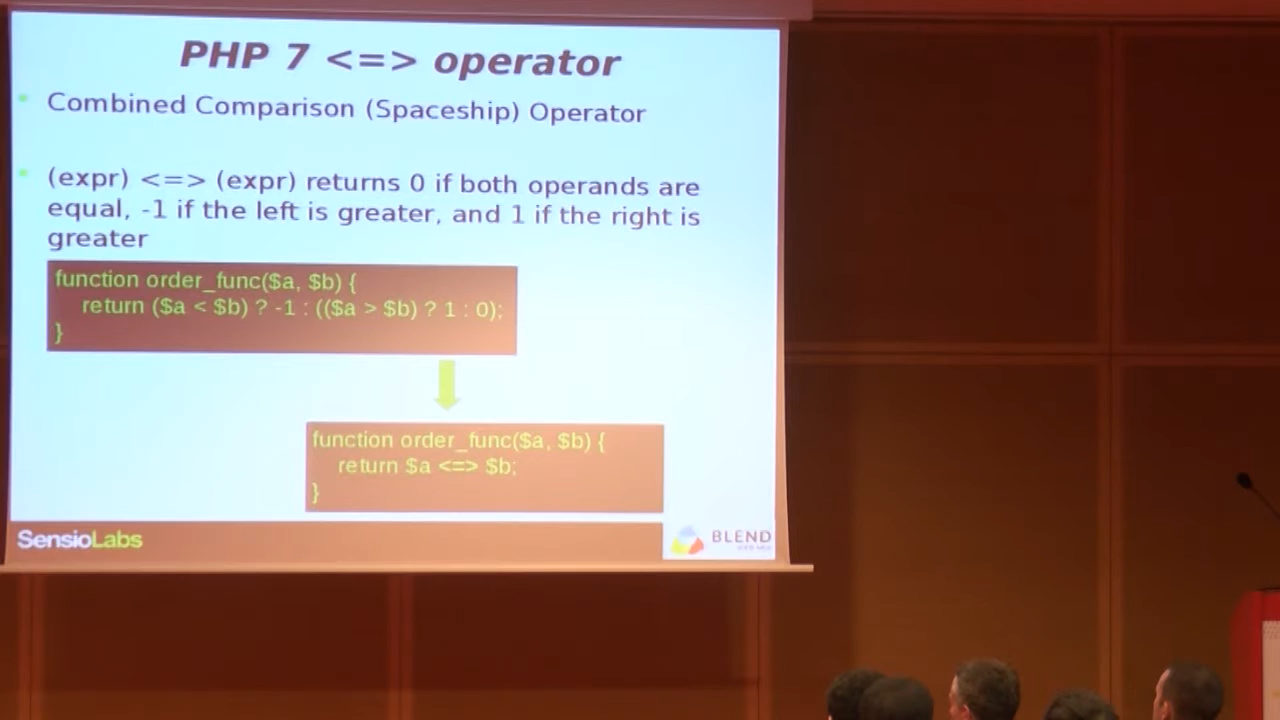 PHP 7 <=> operator
Combined Comparison (Spaceship) Operator
(expr) <=> (expr) returns 0 if both operands are
equal, -1 if the left is greater, and 1 if the right is
greater
function order_func($a, $b) {
return ($a < $b) ? -1 : (($a > $b) ? 1 : 0);
}
function order_func($a, $b) {
return $a <=> $b;
}
SensioLabs
BLEND